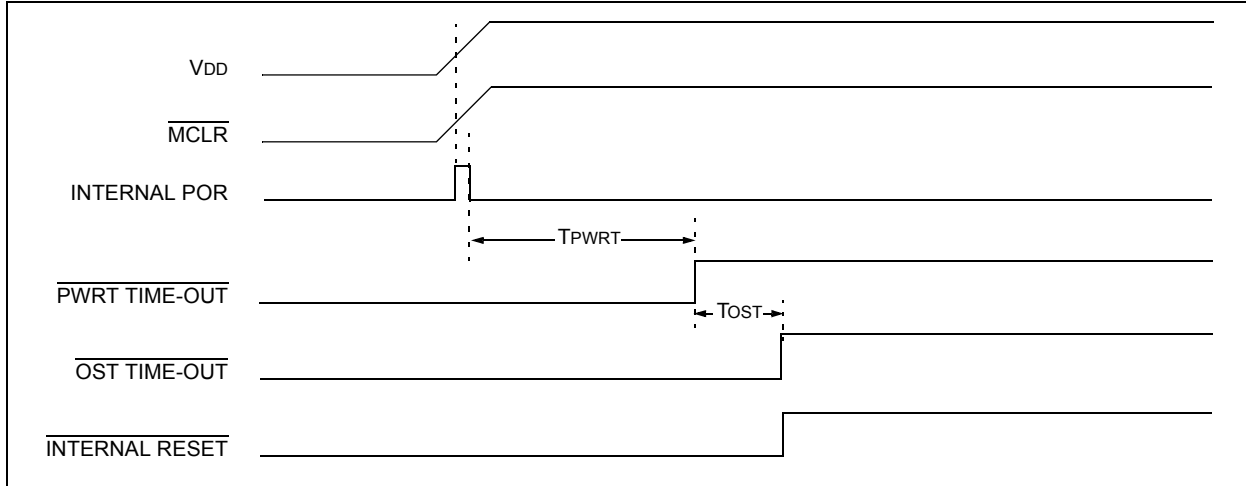 VDD
MCLR
INTERNAL POR
TPWRT
PWRT TIME-OUT
TOST
OST TIME-OUT
INTERNAL RESET